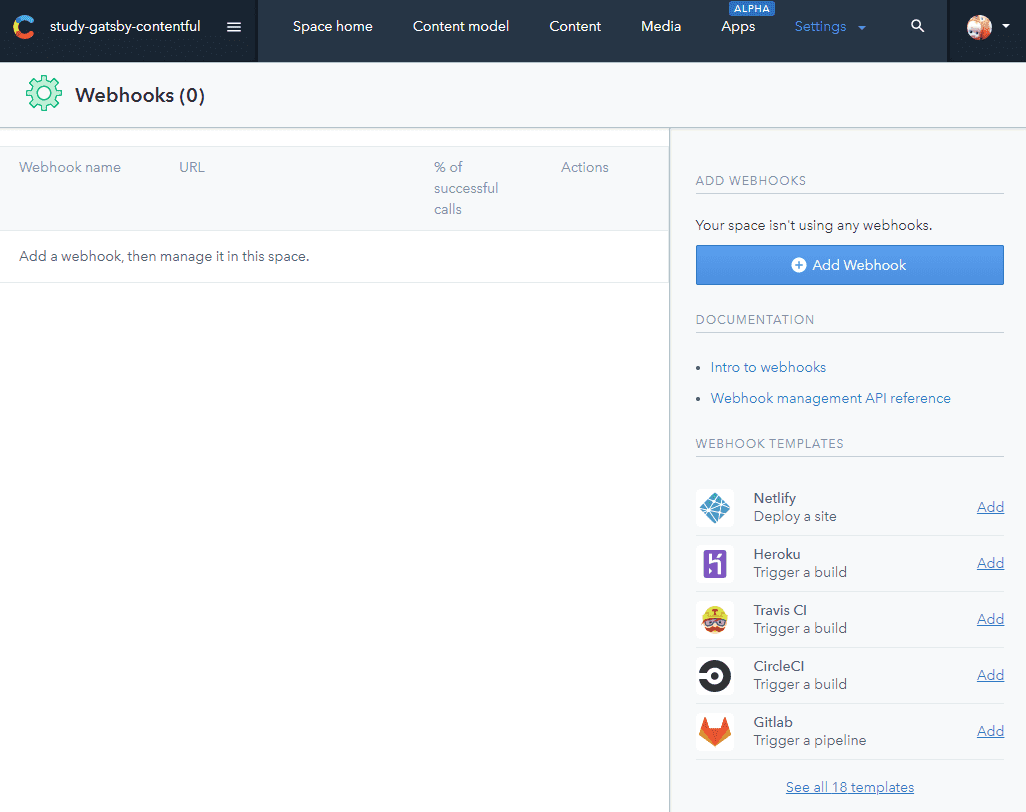 study-gatsby-contentful
Space home
Content model
Content
Media
ALPHA
Apps
Settings
Webhooks (0)
Webhook name
URL
% of
successful
calls
Actions
Add a webhook, then manage it in this space.
ADD WEBHOOKS
Your space isn't using any webhooks.
Add Webhook
DOCUMENTATION
Intro to webhooks
Webhook management API reference
WEBHOOK TEMPLATES
Netlify
Deploy a site
Add
Heroku
Trigger a build
Add
Travis CI
Trigger a build
Add
CircleCI
Trigger a build
Add
Gitlab
Trigger a pipeline
Add
See all 18 templates